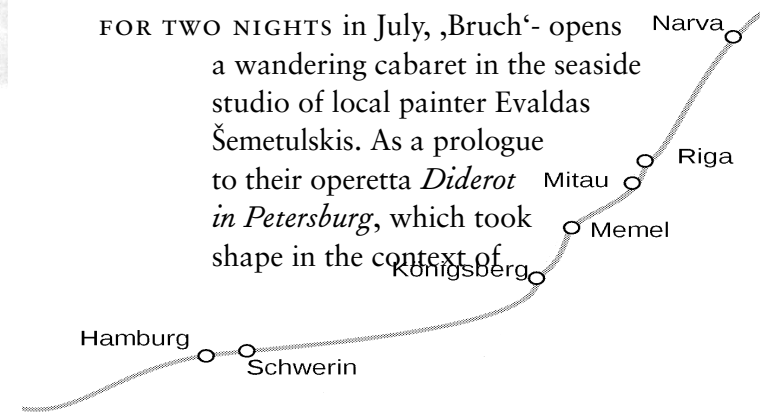 FOR TWO NIGHTS in July, ‚Bruch‘- opens
a wandering cabaret in the seaside
studio of local painter Evaldas
Šemetulskis. As a prologue
to their operetta Diderot
in Petersburg, which took
shape in the context of
Narva
Riga
Mitau
Memel
Königsberg
Hamburg
Schwerin